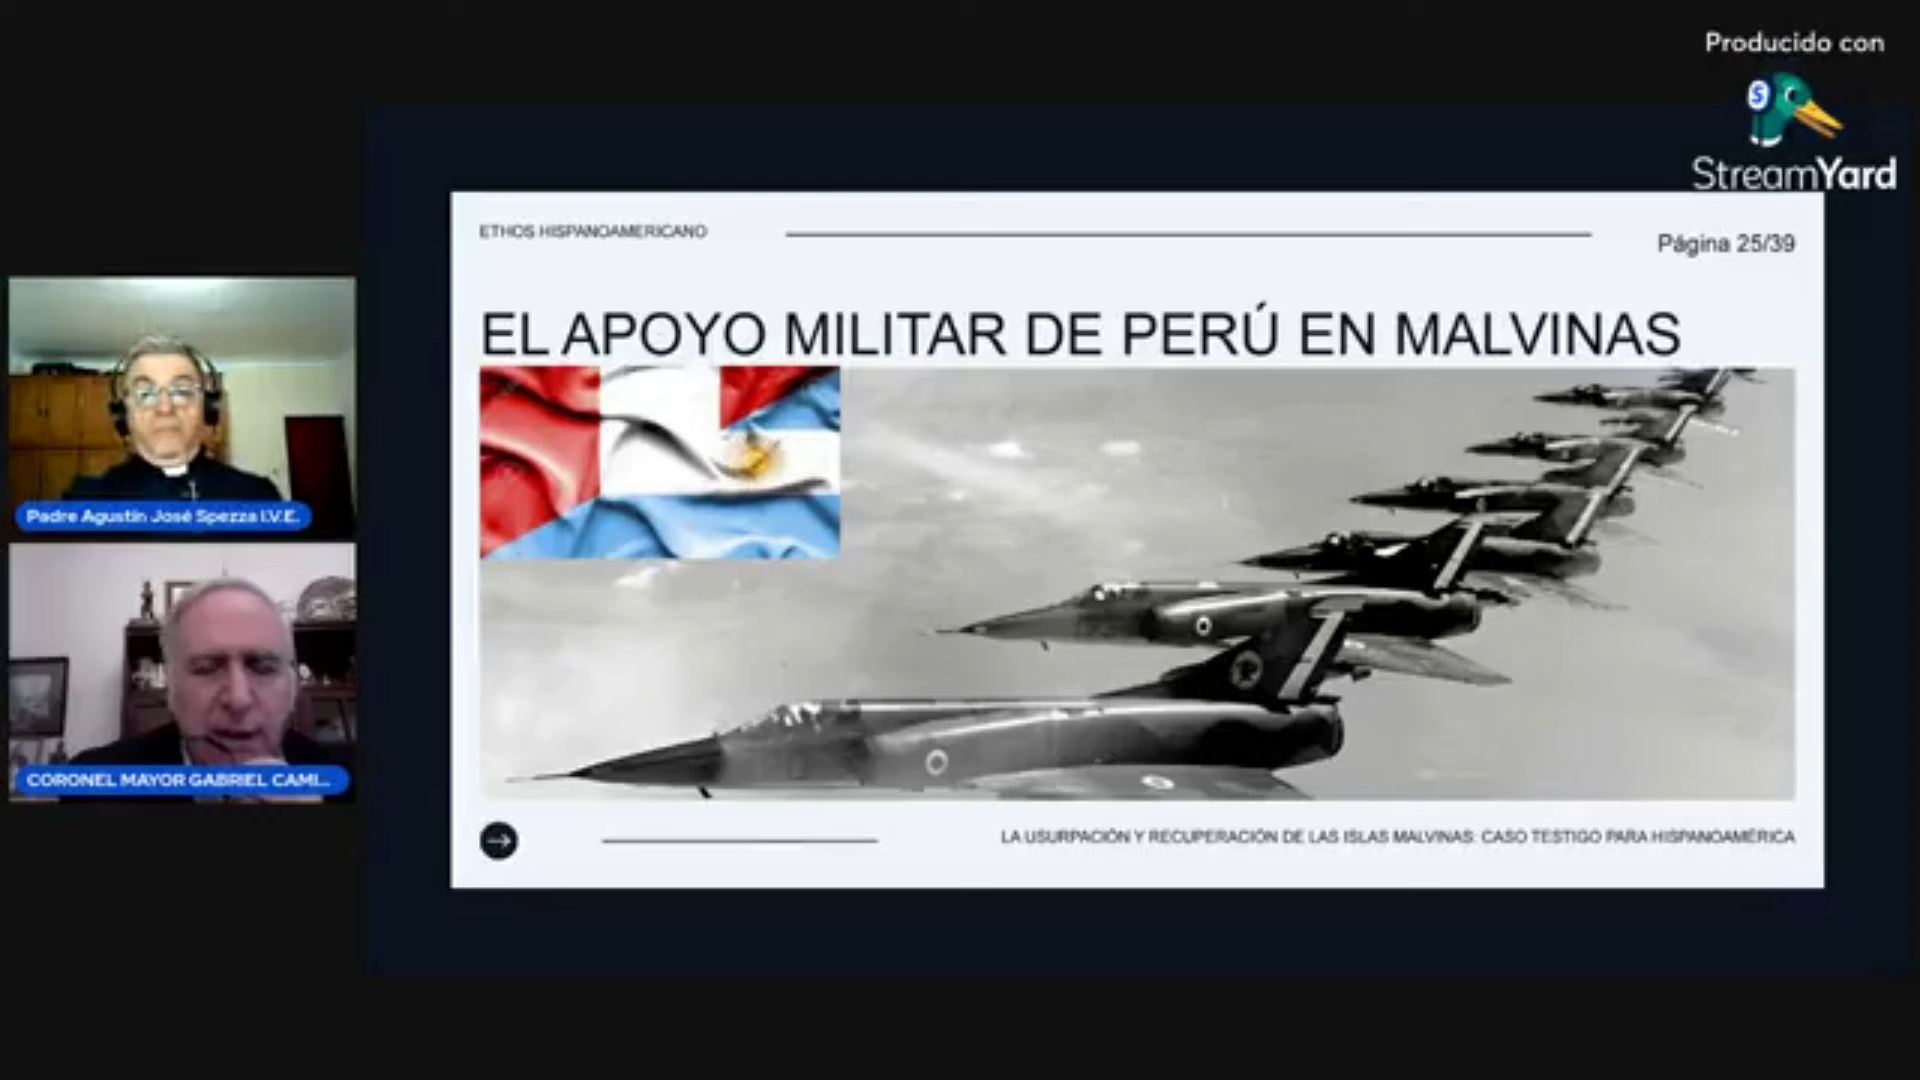 Producido con
StreamYard
ETHOS HISPANOAMERICANO
Página 25/39
EL APOYO MILITAR DE PERÚ EN MALVINAS
Padre Agustín José Spezza I.V.E.
CORONEL MAYOR GABRIEL CAMI...
LA USURPACIÓN Y RECUPERACIÓN DE LAS ISLAS MALVINAS: CASO TESTIGO PARA HISPANOAMÉRICA